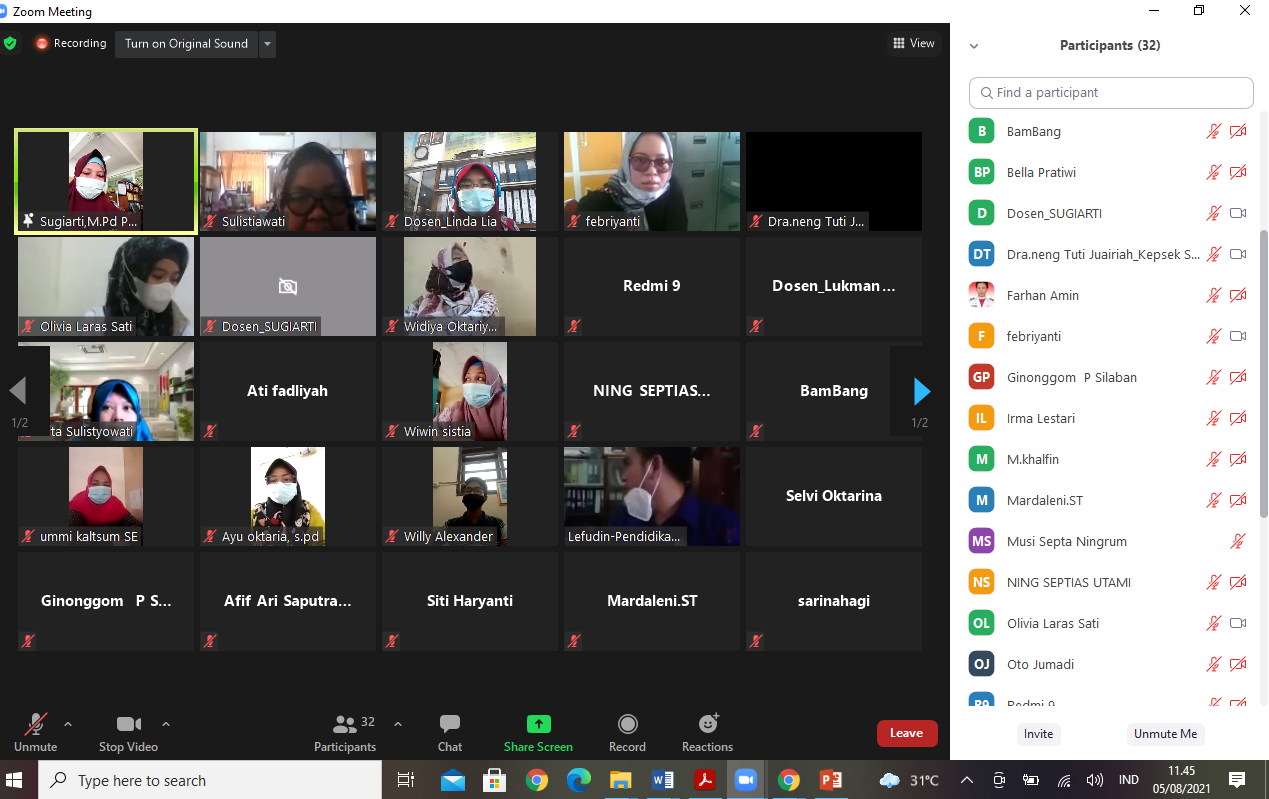 Zoom Meeting
Recording
Turn on Original Sound
View
Sugiarti,M.Pd P...
Sulistiawati
Dosen_Linda Lia
febriyanti
Dra.neng Tuti J...
Olivia Laras Sati
Dosen_SUGIARTI
Widiya Oktariy...
Redmi 9
Dosen_Lukman...
1/2
ta Sulistyowati
Ati fadliyah
Wiwin sistia
NING SEPTIAS...
BamBang
1/2
ummi kaltsum SE
Ayu oktaria, s.pd
Willy Alexander
Lefudin-Pendidika...
Selvi Oktarina
Ginonggom P S...
Afif Ari Saputra...
Siti Haryanti
Mardaleni.ST
sarinahagi
Unmute
Stop Video
32
Participants
Chat
Share Screen
Record
Reactions
Leave
Participants (32)
Find a participant
B BamBang
BP Bella Pratiwi
D Dosen_SUGIARTI
DT Dra.neng Tuti Juairiah_Kepsek S...
Farhan Amin
F febriyanti
GP Ginonggom P Silaban
IL Irma Lestari
M M.khalfin
M Mardaleni.ST
MS Musi Septa Ningrum
NS NING SEPTIAS UTAMI
OL Olivia Laras Sati
OJ Oto Jumadi
R9 Redmi 9
Invite
Unmute Me
Type here to search
31°C
IND
11.45
05/08/2021